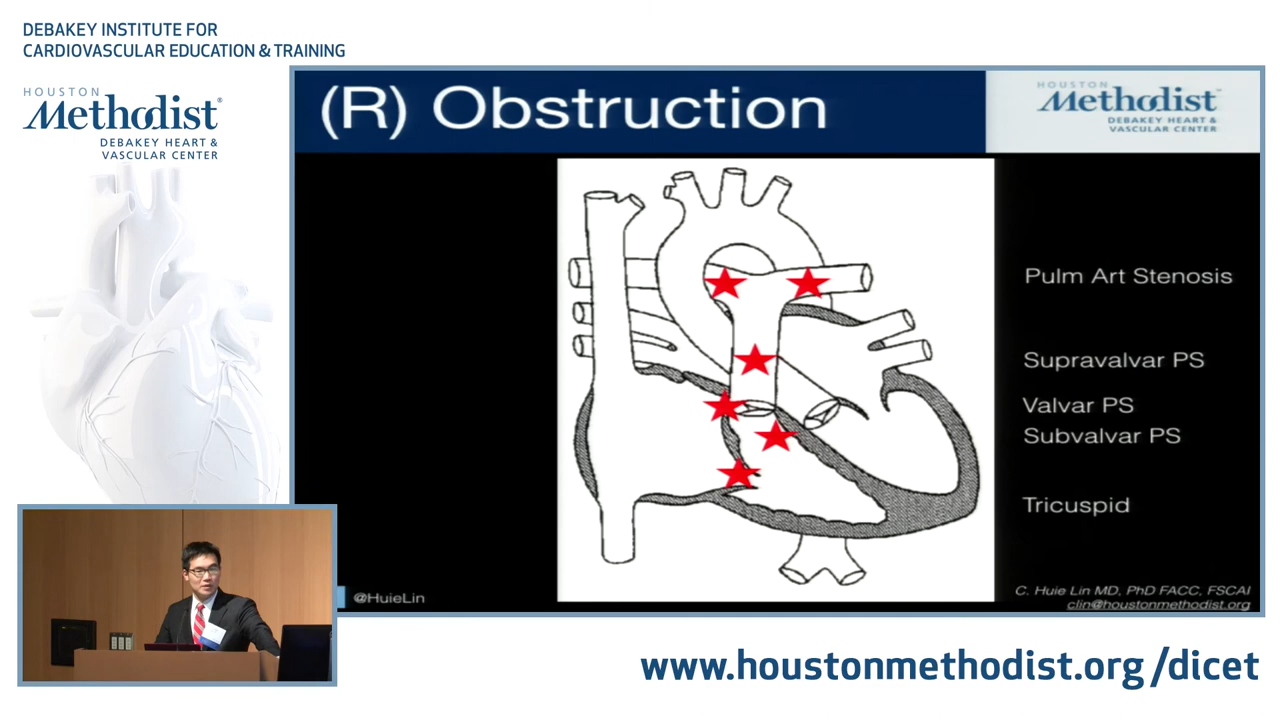 DEBAKEY INSTITUTE FOR
CARDIOVASCULAR EDUCATION & TRAINING
HOUSTON
Methodist®
DEBAKEY HEART &
VASCULAR CENTER
(R) Obstruction
HOUSTON
Methodist™
DEBAKEY HEART &
VASCULAR CENTER
Pulm Art Stenosis
Supravalvar PS
Valvar PS
Subvalvar PS
Tricuspid
@HuieLin
C. Huie Lin MD, PhD FACC, FSCAI
clin@houstonmethodist.org
www.houstonmethodist.org/dicet